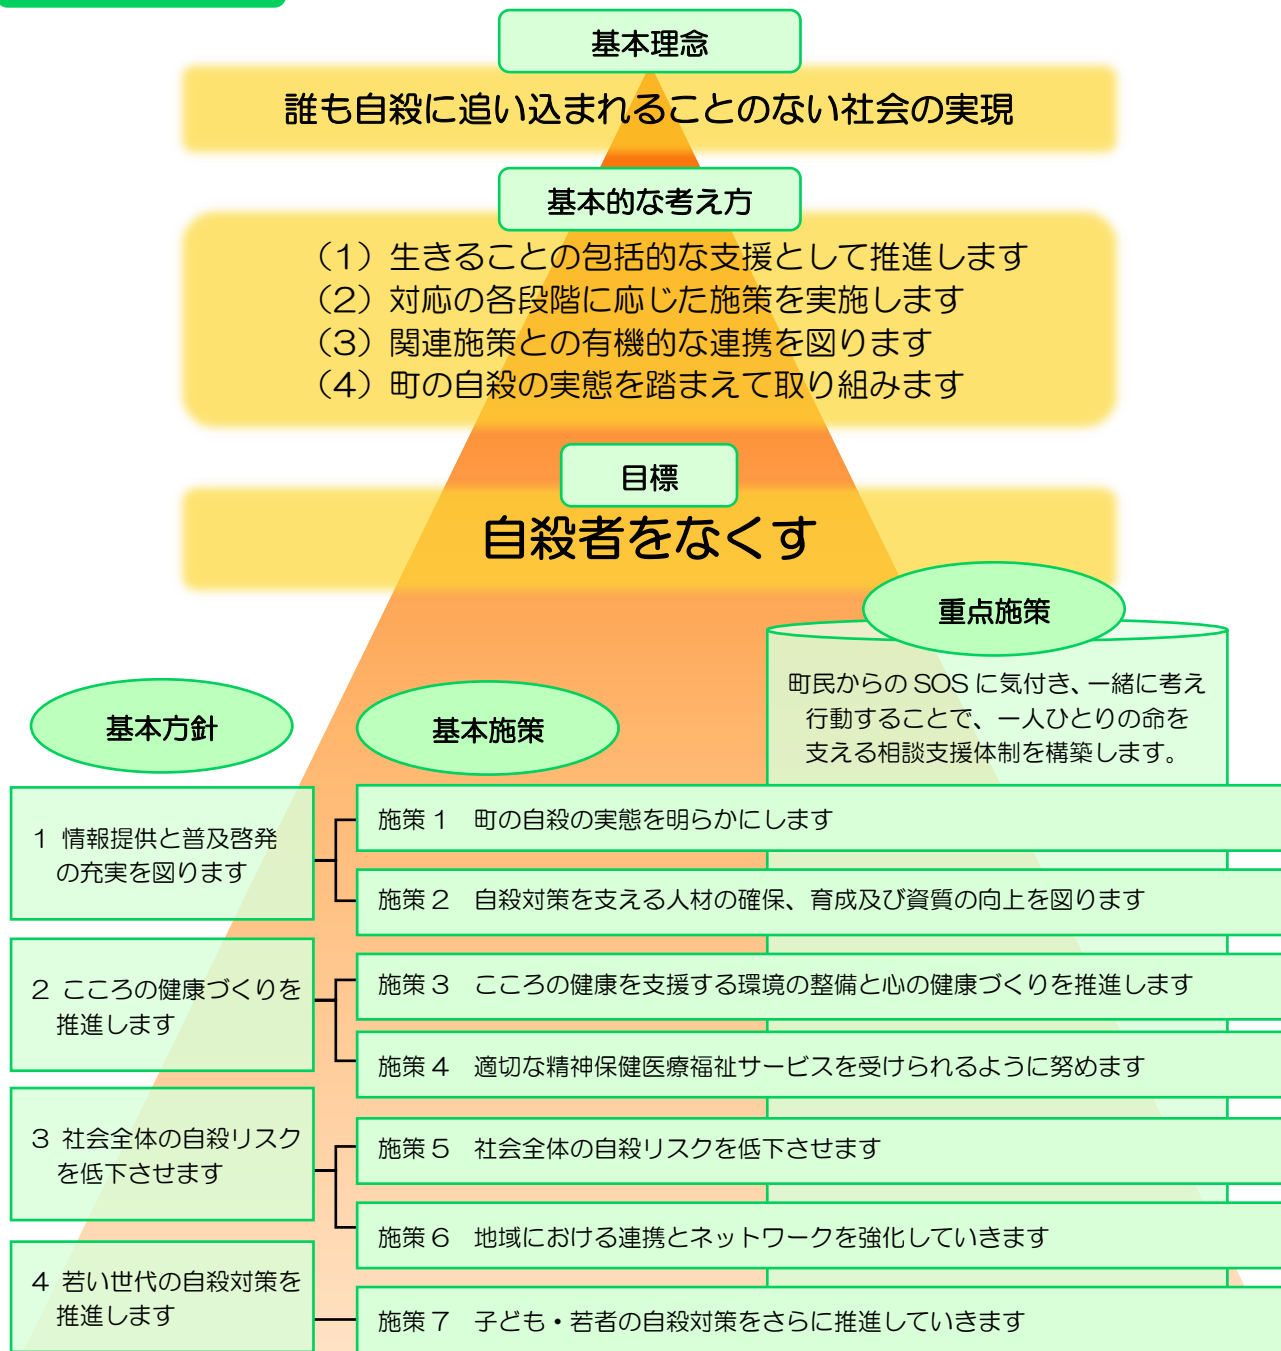 基本理念
誰も自殺に追い込まれることのない社会の実現
基本的な考え方
（1）生きることの包括的な支援として推進します
（2）対応の各段階に応じた施策を実施します
（3）関連施策との有機的な連携を図ります
（4）町の自殺の実態を踏まえて取り組みます
目標
自殺者をなくす
重点施策
町民からの SOS に気付き、一緒に考え
行動することで、一人ひとりの命を
支える相談支援体制を構築します。
基本方針
基本施策
1 情報提供と普及啓発
の充実を図ります
施策 1　町の自殺の実態を明らかにします
施策 2　自殺対策を支える人材の確保、育成及び資質の向上を図ります
2 こころの健康づくりを
推進します
施策 3　こころの健康を支援する環境の整備と心の健康づくりを推進します
施策 4　適切な精神保健医療福祉サービスを受けられるように努めます
3 社会全体の自殺リスク
を低下させます
施策 5　社会全体の自殺リスクを低下させます
施策 6　地域における連携とネットワークを強化していきます
4 若い世代の自殺対策を
推進します
施策 7　子ども・若者の自殺対策をさらに推進していきます